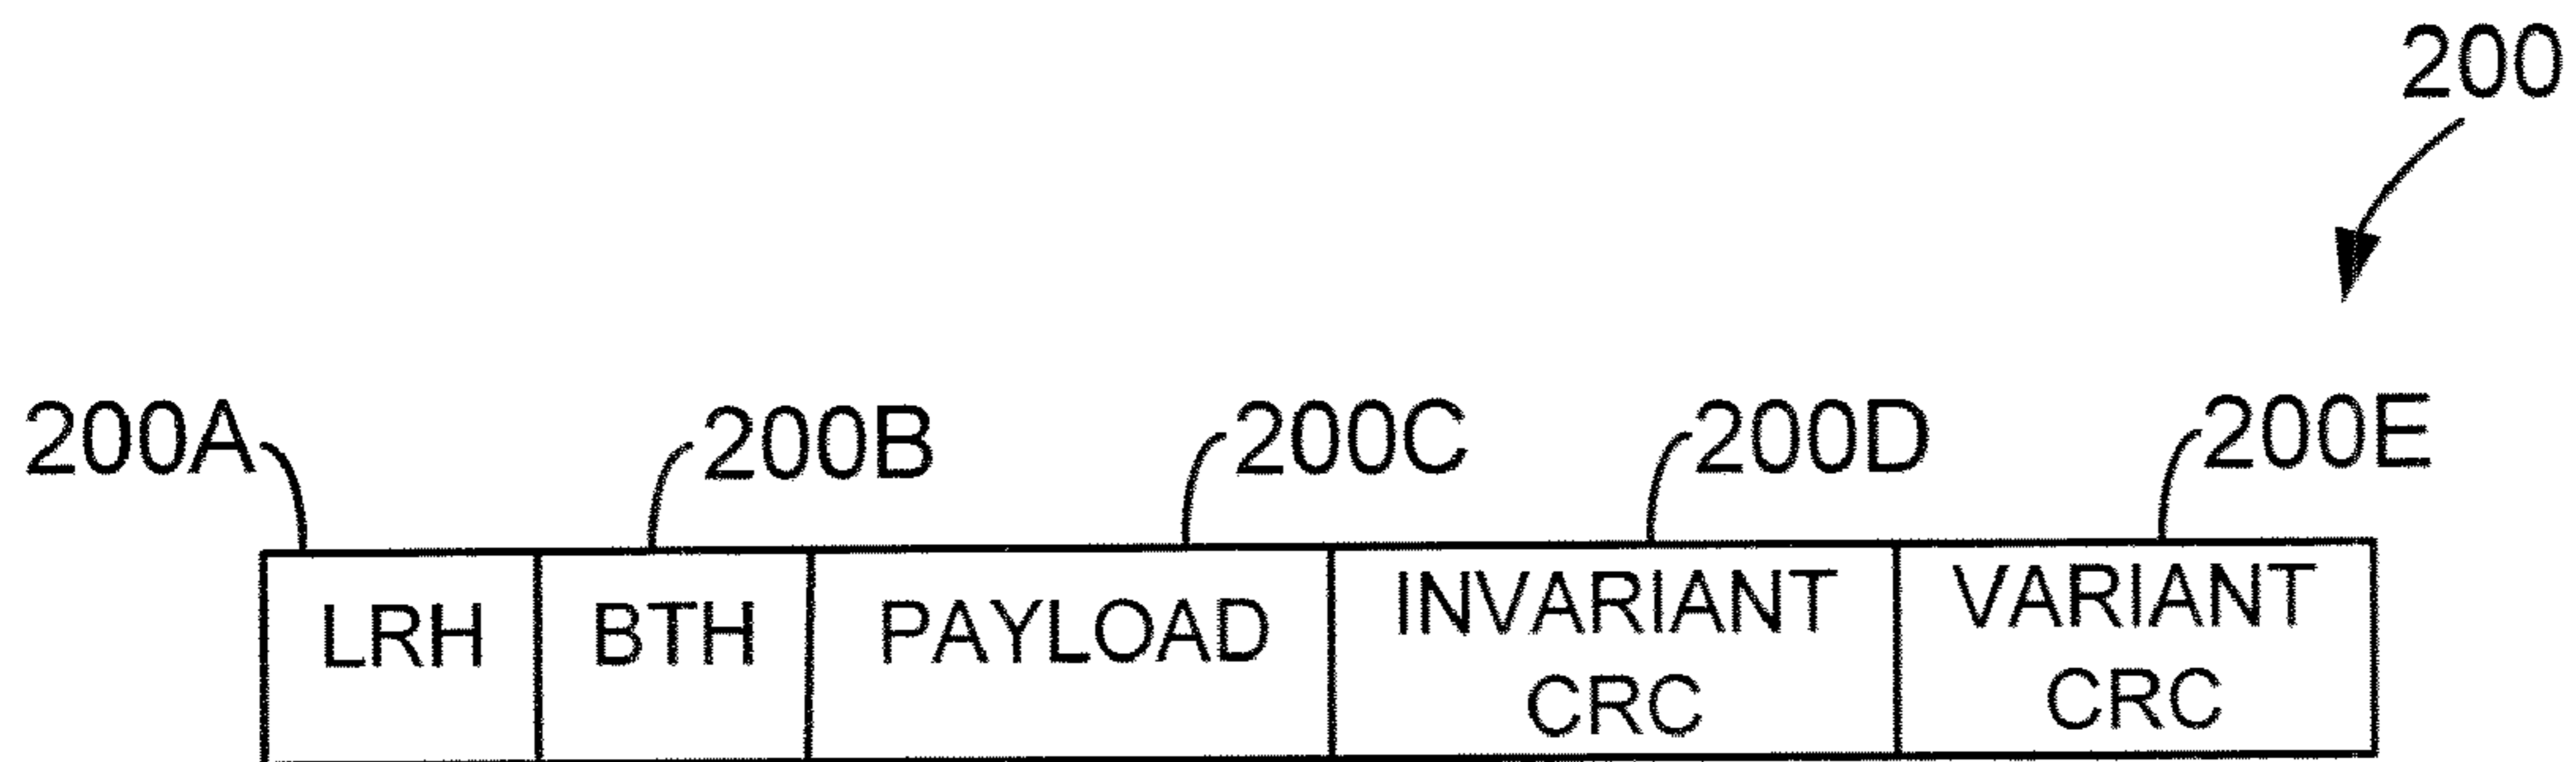 200
200A 200B 200C 200D 200E
LRH BTH PAYLOAD INVARIANT CRC VARIANT CRC